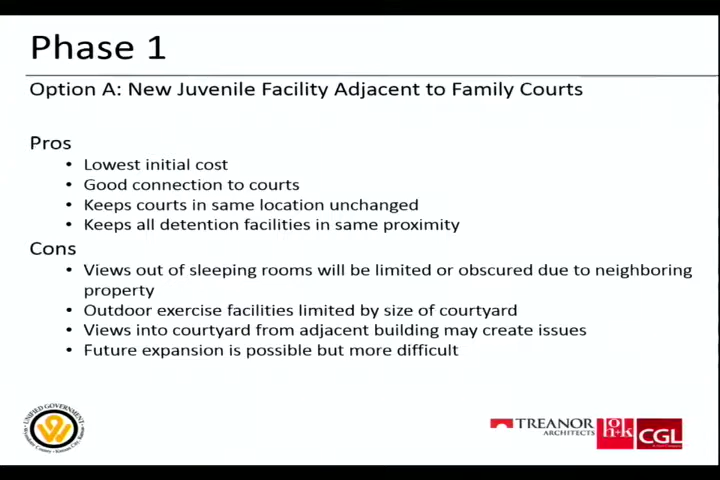 Phase 1
Option A: New Juvenile Facility Adjacent to Family Courts
Pros
• Lowest initial cost
• Good connection to courts
• Keeps courts in same location unchanged
• Keeps all detention facilities in same proximity
Cons
• Views out of sleeping rooms will be limited or obscured due to neighboring
property
• Outdoor exercise facilities limited by size of courtyard
• Views into courtyard from adjacent building may create issues
• Future expansion is possible but more difficult
UNIFIED GOVERNMENT
TREANOR
ARCHITECTS
hok
CGL